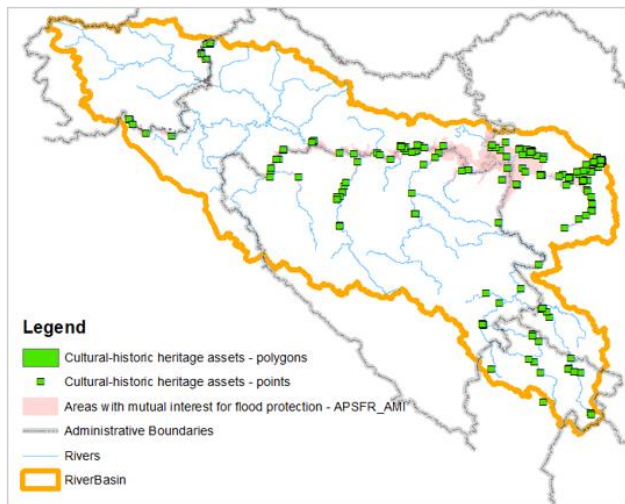 Legend
Cultural-historic heritage assets - polygons
Cultural-historic heritage assets - points
Areas with mutual interest for flood protection - APSFR_AMI
Administrative Boundaries
Rivers
RiverBasin